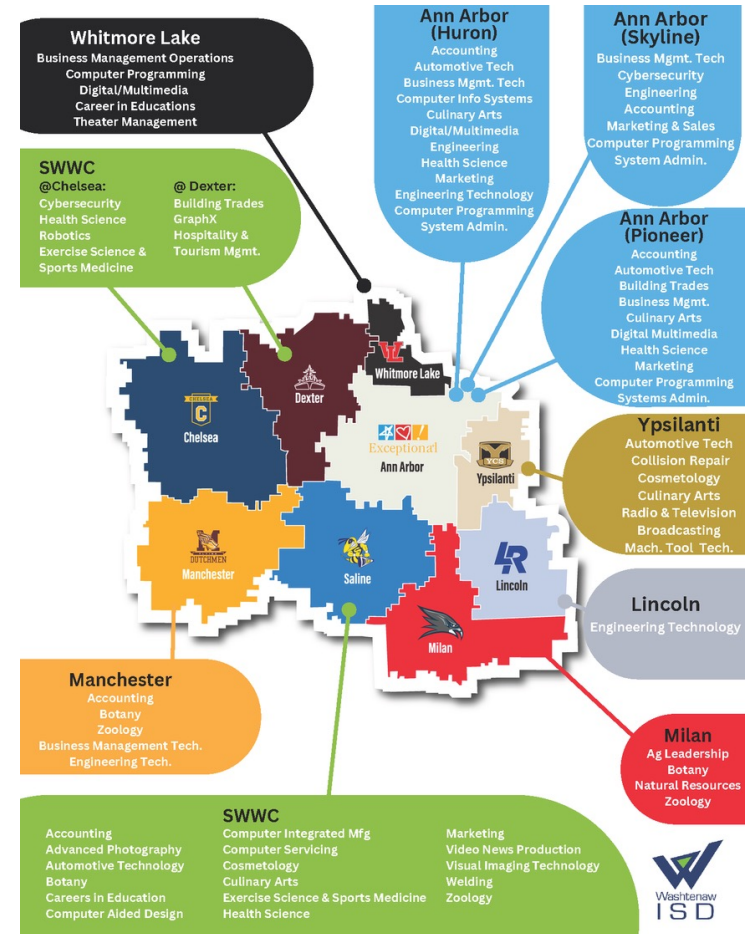 Whitmore Lake
Business Management Operations
Computer Programming
Digital/Multimedia
Career in Educations
Theater Management
SWWC
@Chelsea:
Cybersecurity
Health Science
Robotics
Exercise Science &
Sports Medicine
@ Dexter:
Building Trades
GraphX
Hospitality &
Tourism Mgmt.
Ann Arbor
(Huron)
Accounting
Automotive Tech
Business Mgmt. Tech
Computer Info Systems
Culinary Arts
Digital/Multimedia
Engineering
Health Science
Marketing
Engineering Technology
Computer Programming
System Admin.
Ann Arbor
(Skyline)
Business Mgmt. Tech
Cybersecurity
Engineering
Accounting
Marketing & Sales
Computer Programming
System Admin.
Ann Arbor
(Pioneer)
Accounting
Automotive Tech
Building Trades
Business Mgmt.
Culinary Arts
Digital Multimedia
Health Science
Marketing
Computer Programming
Systems Admin.
Ypsilanti
Automotive Tech
Collision Repair
Cosmetology
Culinary Arts
Radio & Television
Broadcasting
Mach. Tool Tech.
Lincoln
Engineering Technology
Milan
Ag Leadership
Botany
Natural Resources
Zoology
WL
Whitmore Lake
Dexter
CHELSEA
C
Chelsea
Exceptional
Ann Arbor
YCS
Ypsilanti
M
DUTCHMEN
Manchester
Saline
LR
Lincoln
Milan
Manchester
Accounting
Botany
Zoology
Business Management Tech.
Engineering Tech.
SWWC
Accounting
Advanced Photography
Automotive Technology
Botany
Careers in Education
Computer Aided Design
Computer Integrated Mfg
Computer Servicing
Cosmetology
Culinary Arts
Exercise Science & Sports Medicine
Health Science
Marketing
Video News Production
Visual Imaging Technology
Welding
Zoology
Washtenaw
ISD